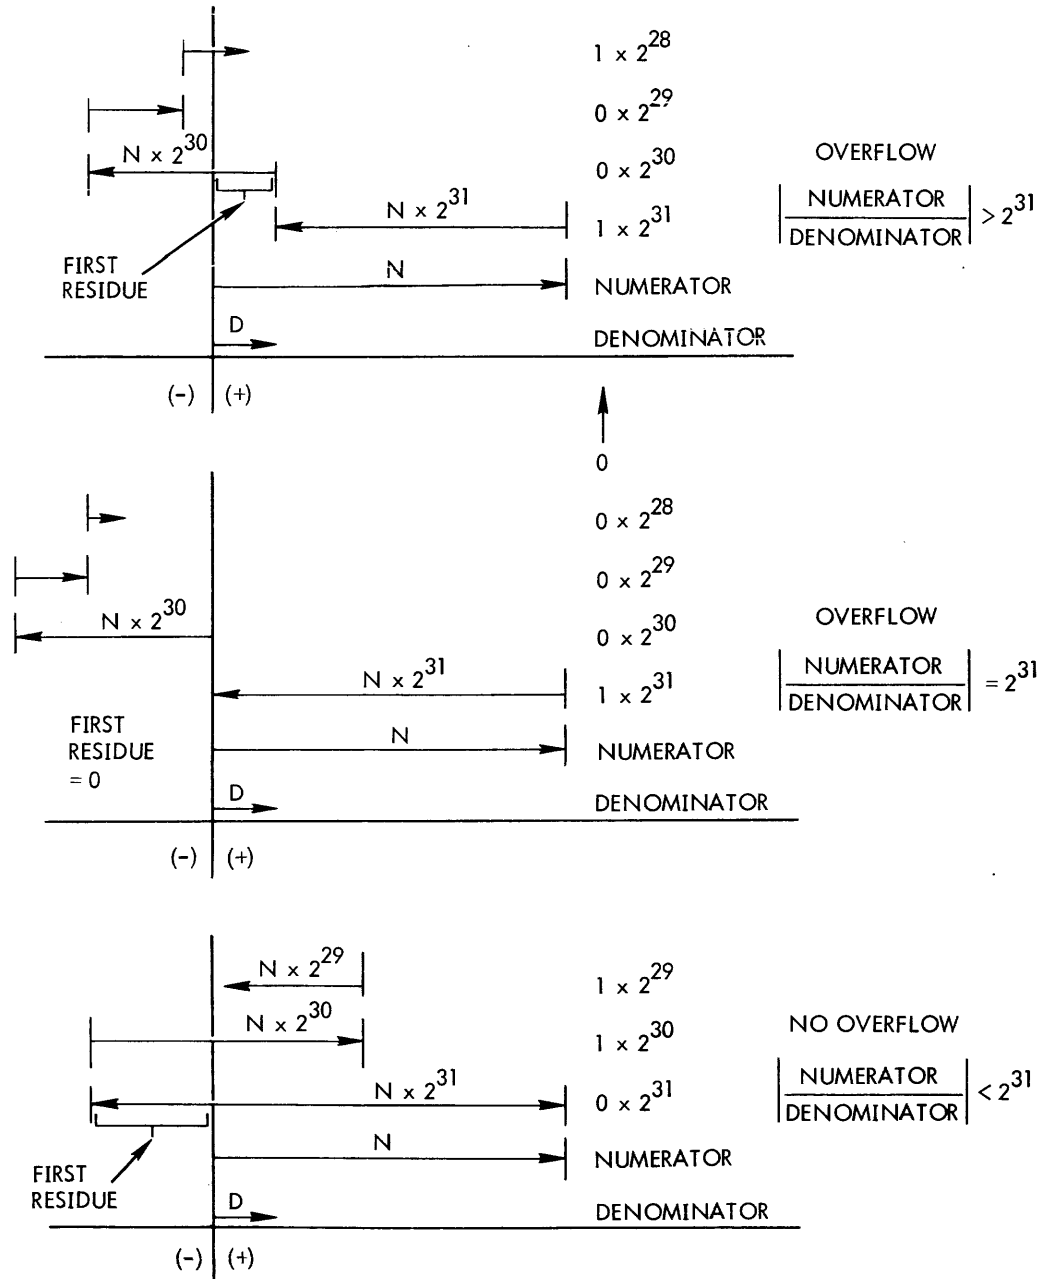 1 x 2^28
0 x 2^29
N x 2^30
0 x 2^30
OVERFLOW
N x 2^31
1 x 2^31
|NUMERATOR / DENOMINATOR| > 2^31
FIRST
RESIDUE
N
NUMERATOR
D
DENOMINATOR
(-) (+)
0
0 x 2^28
0 x 2^29
N x 2^30
0 x 2^30
OVERFLOW
N x 2^31
1 x 2^31
|NUMERATOR / DENOMINATOR| = 2^31
FIRST
RESIDUE
= 0
N
NUMERATOR
D
DENOMINATOR
(-) (+)
N x 2^29
1 x 2^29
N x 2^30
1 x 2^30
NO OVERFLOW
N x 2^31
0 x 2^31
|NUMERATOR / DENOMINATOR| < 2^31
N
NUMERATOR
FIRST
RESIDUE
D
DENOMINATOR
(-) (+)